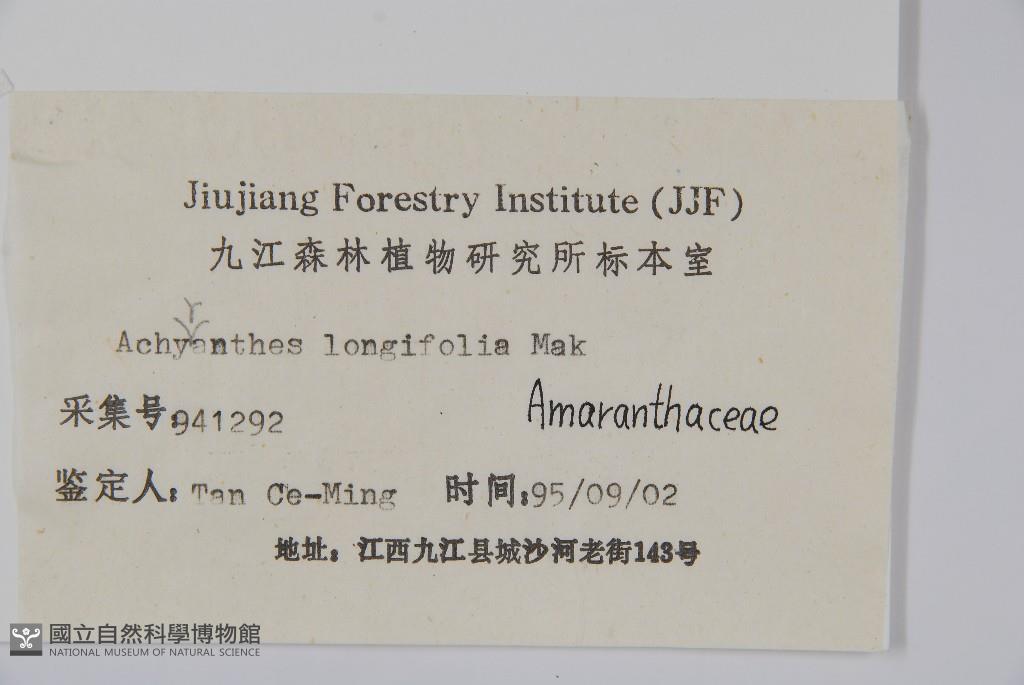 Jiujiang Forestry Institute (JJF)
九江森林植物研究所标本室
r
Achyanthes longifolia Mak
采集号:941292
Amaranthaceae
鉴定人: Tan Ce-Ming 时间:95/09/02
地址: 江西九江县城沙河老街143号
國立自然科學博物館
NATIONAL MUSEUM OF NATURAL SCIENCE